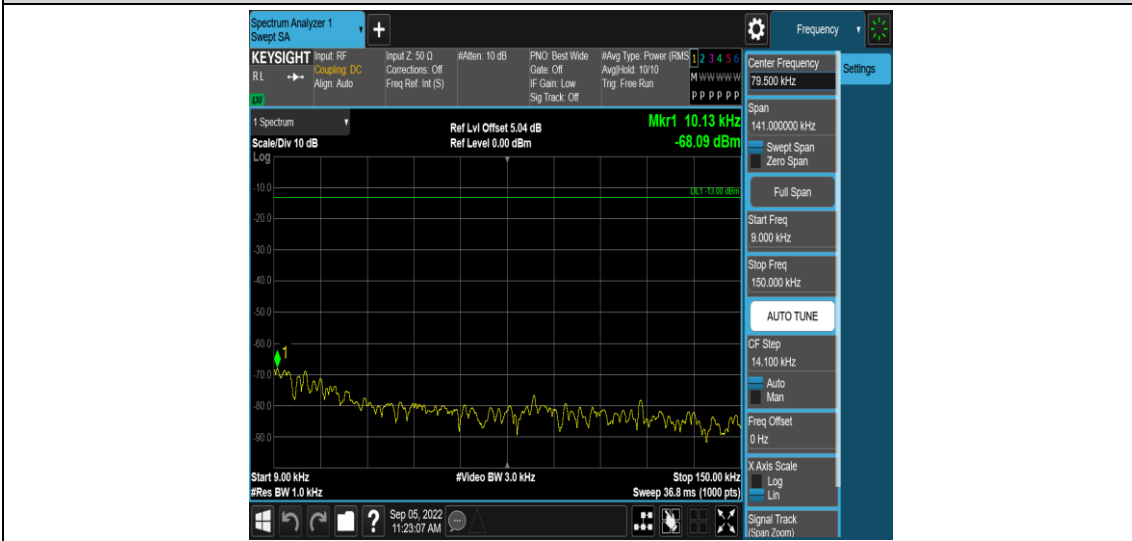 Spectrum Analyzer 1
Swept SA
+
Frequency
KEYSIGHT
R L
LXI
Input: RF
Coupling: DC
Align: Auto
Input Z: 50 Ω
Corrections: Off
Freq Ref: Int (S)
#Atten: 10 dB
PNO: Best Wide
Gate: Off
IF Gain: Low
Sig Track: Off
#Avg Type: Power (RMS
Avg|Hold: 10/10
Trig: Free Run
1 2 3 4 5 6
M W W W W W
P P P P P P
Center Frequency
79.500 kHz
Settings
Span
141.000000 kHz
Swept Span
Zero Span
Full Span
Start Freq
9.000 kHz
Stop Freq
150.000 kHz
AUTO TUNE
CF Step
14.100 kHz
Auto
Man
Freq Offset
0 Hz
X Axis Scale
Log
Lin
Signal Track
(Span Zoom)
1 Spectrum
Scale/Div 10 dB
Log
Ref Lvl Offset 5.04 dB
Ref Level 0.00 dBm
Mkr1 10.13 kHz
-68.09 dBm
DL1 -13.00 dBm
-10.0
-20.0
-30.0
-40.0
-50.0
-60.0
1
-70.0
-80.0
-90.0
Start 9.00 kHz
#Video BW 3.0 kHz
Stop 150.00 kHz
#Res BW 1.0 kHz
Sweep 36.8 ms (1000 pts)
?
Sep 05, 2022
11:23:07 AM